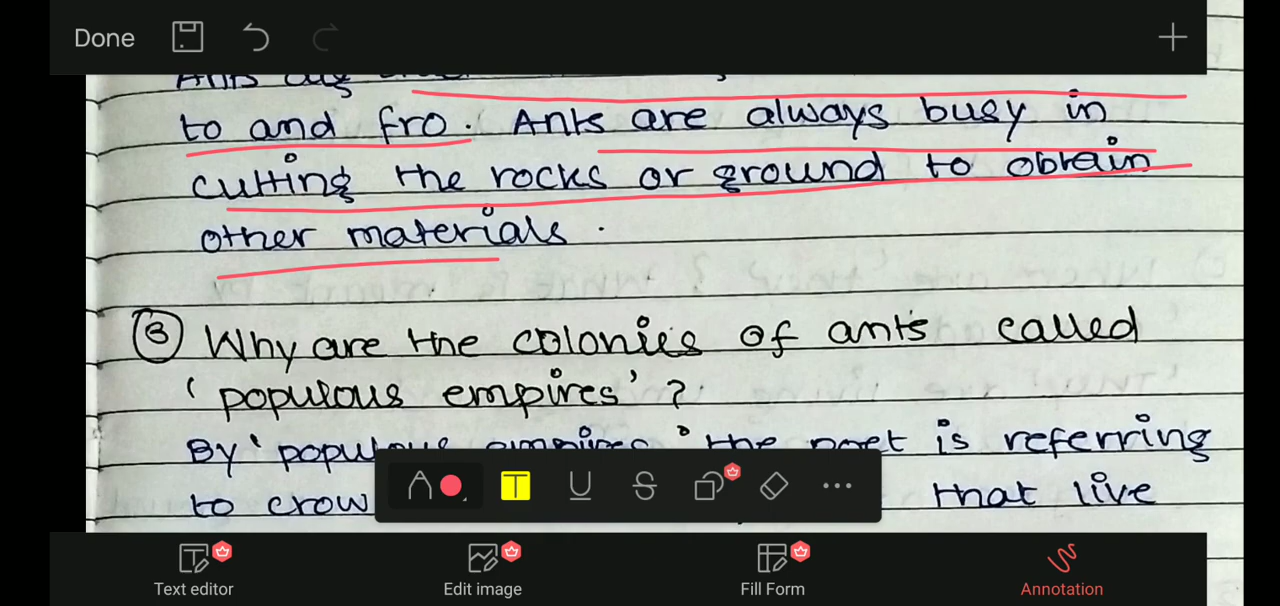 Done
Ants are
to and fro. Ants are always busy in
cutting the rocks or ground to obtain
other materials.
③ Why are the colonies of ants called
'populous empires'?
By 'populous empires' the poet is referring
to crow that live
Text editor
Edit image
Fill Form
Annotation